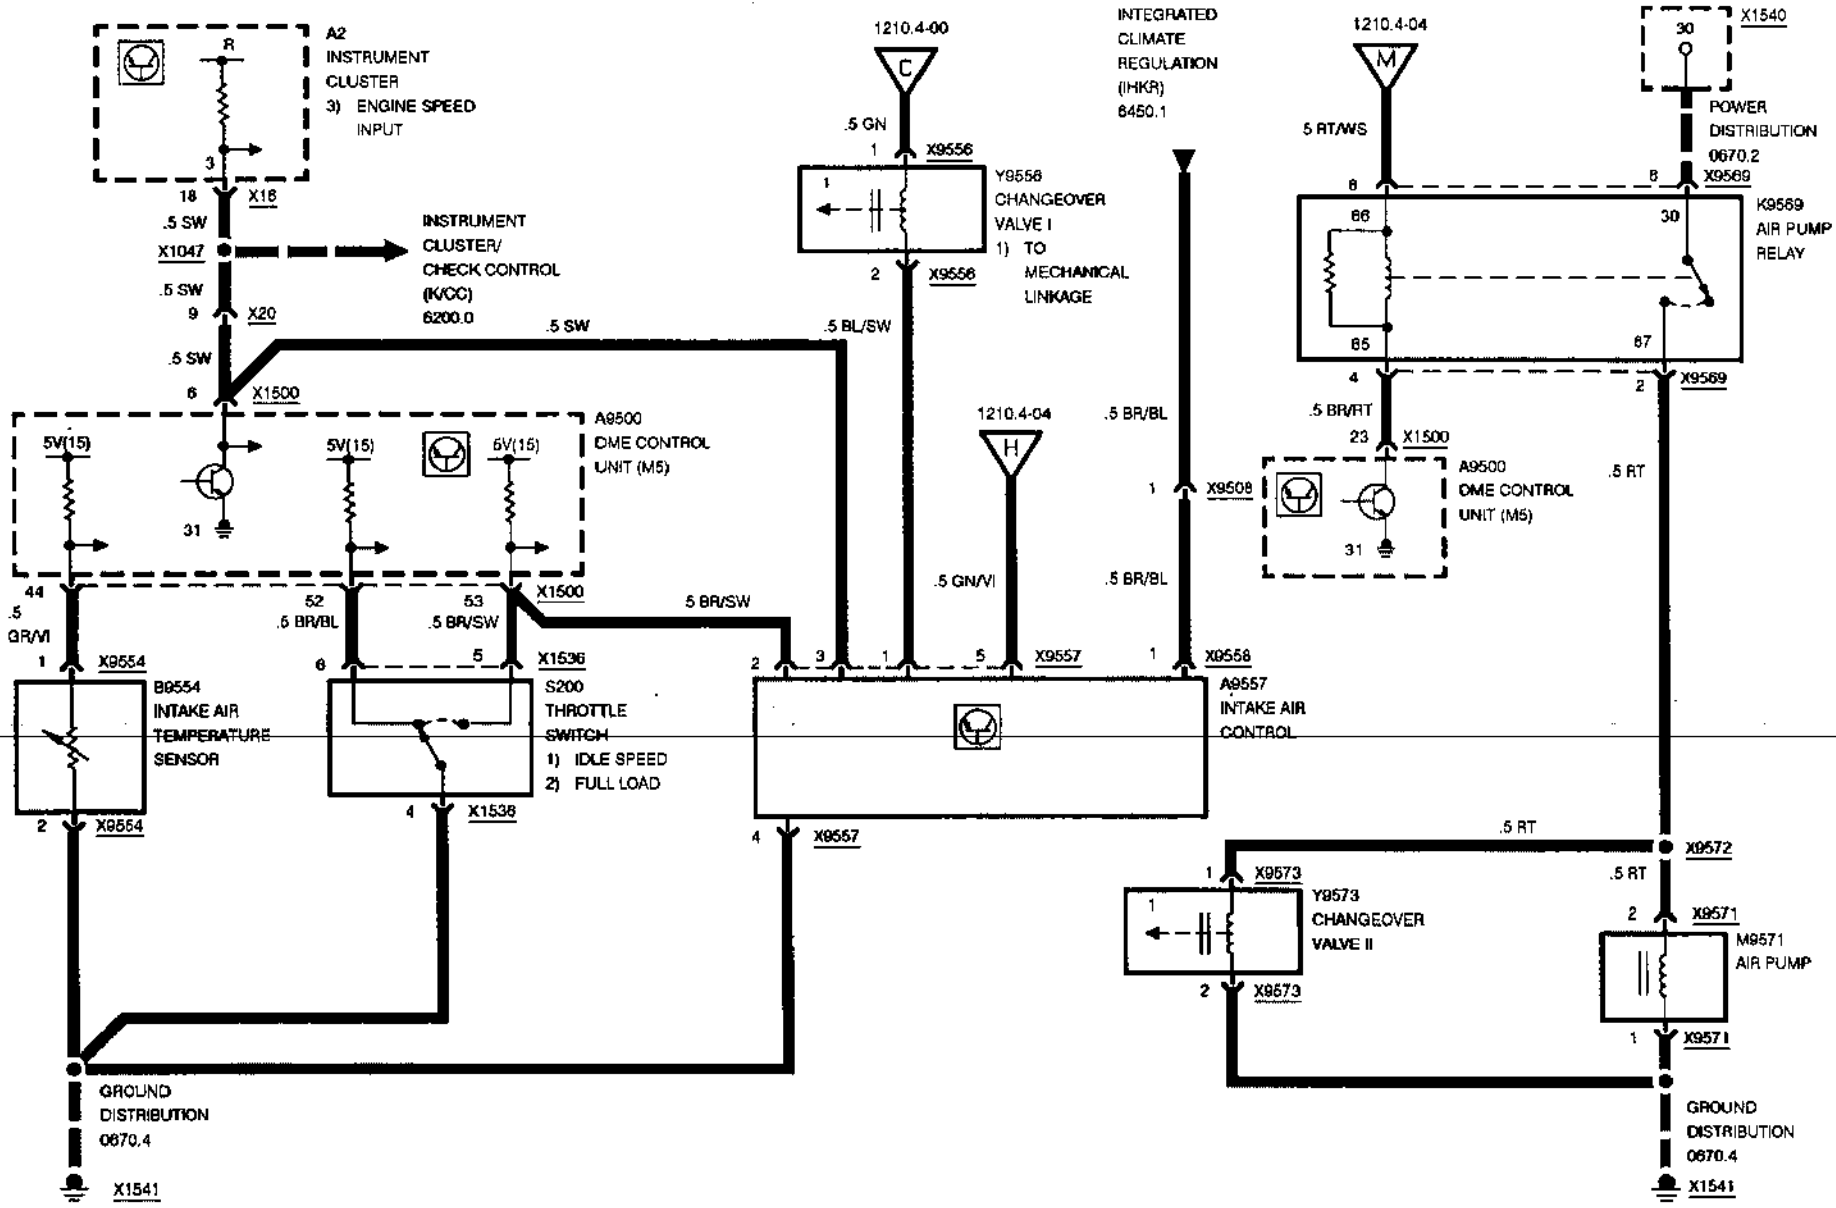 R
3
A2
INSTRUMENT
CLUSTER
3) ENGINE SPEED
INPUT
18
X16
.5 SW
X1047
INSTRUMENT
CLUSTER/
CHECK CONTROL
(K/CC)
6200.0
.5 SW
9
X20
.5 SW
.5 SW
6
X1500
A9500
DME CONTROL
UNIT (M5)
5V(15)
5V(15)
5V(15)
31
44
52
53
X1500
.5
GR/VI
.5 BR/BL
.5 BR/SW
5 BR/SW
1
X9554
B9554
INTAKE AIR
TEMPERATURE
SENSOR
2
X9554
6
5
X1536
S200
THROTTLE
SWITCH
1) IDLE SPEED
2) FULL LOAD
4
X1536
GROUND
DISTRIBUTION
0670.4
X1541
1210.4-00
C
.5 GN
1
X9556
1
Y9556
CHANGEOVER
VALVE I
1) TO
MECHANICAL
LINKAGE
2
X9556
.5 BL/SW
1210.4-04
H
.5 GN/VI
INTEGRATED
CLIMATE
REGULATION
(IHKR)
6450.1
.5 BR/BL
1
X9508
.5 BR/BL
2
3
1
5
X9557
1
X9558
A9557
INTAKE AIR
CONTROL
4
X9557
1210.4-04
M
5 RT/WS
30
X1540
POWER
DISTRIBUTION
0670.2
8
6
X9569
86
30
K9569
AIR PUMP
RELAY
85
87
4
2
X9569
.5 BR/RT
23
X1500
A9500
DME CONTROL
UNIT (M5)
31
.5 RT
.5 RT
X9572
.5 RT
1
X9573
1
Y9573
CHANGEOVER
VALVE II
2
X9573
2
X9571
M9571
AIR PUMP
1
X9571
GROUND
DISTRIBUTION
0670.4
X1541